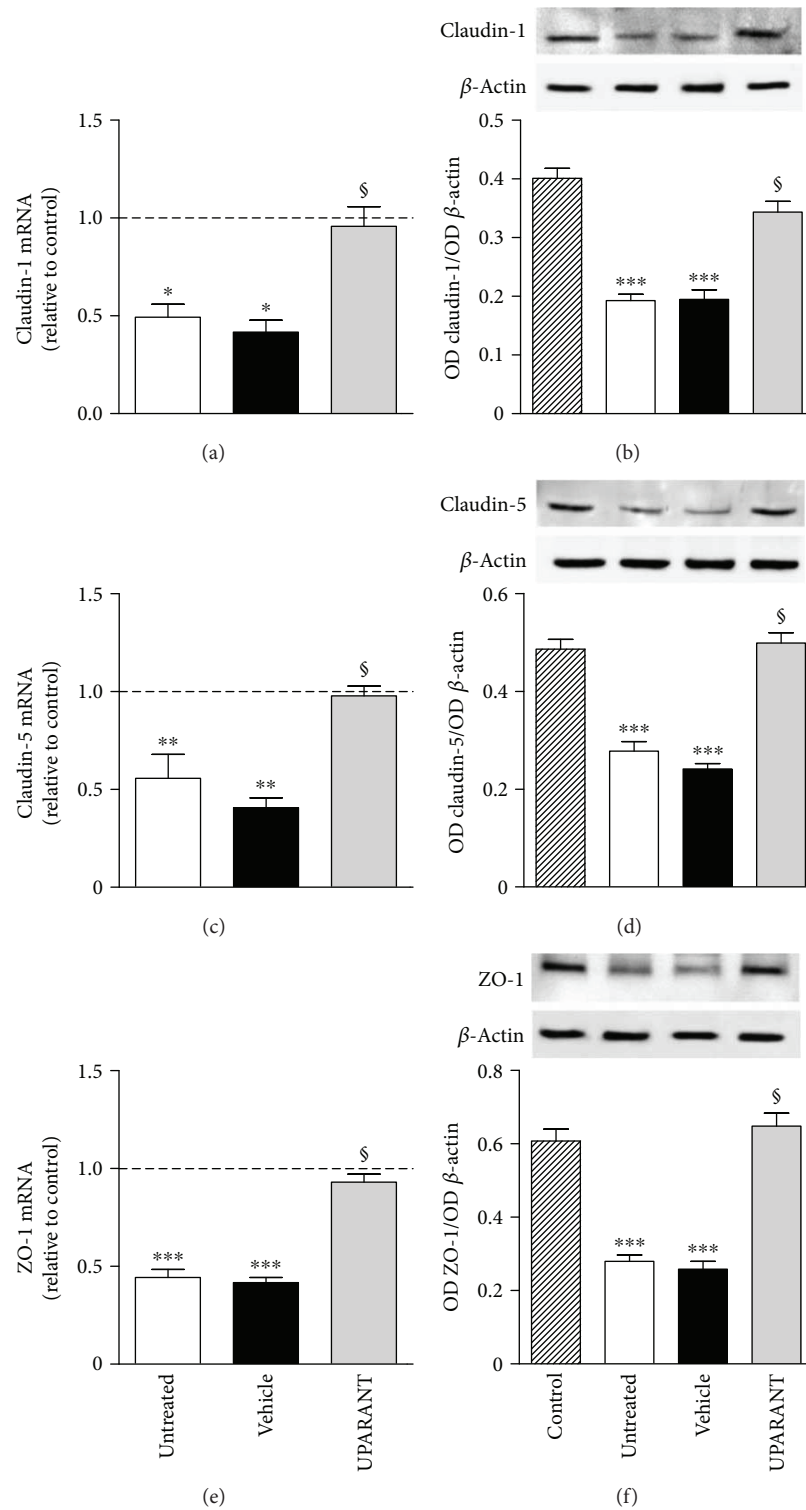 Claudin-1 mRNA
(relative to control)
1.5
1.0
0.5
0.0
*
*
§
(a)
Claudin-1
β-Actin
OD claudin-1/OD β-actin
0.5
0.4
0.3
0.2
0.1
0
***
***
§
(b)
Claudin-5 mRNA
(relative to control)
1.5
1.0
0.5
0
**
**
§
(c)
Claudin-5
β-Actin
OD claudin-5/OD β-actin
0.6
0.4
0.2
0
***
***
§
(d)
ZO-1 mRNA
(relative to control)
1.5
1.0
0.5
0
***
***
§
Untreated
Vehicle
UPARANT
(e)
ZO-1
β-Actin
OD ZO-1/OD β-actin
0.8
0.6
0.4
0.2
0
***
***
§
Control
Untreated
Vehicle
UPARANT
(f)